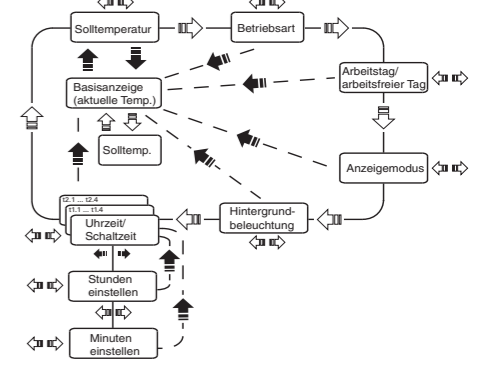 Solltemperatur
Betriebsart
Basisanzeige
(aktuelle Temp.)
Arbeitstag/
arbeitsfreier Tag
Solltemp.
Anzeigemodus
t2.1 ... t2.4
t1.1 ... t1.4
Uhrzeit/
Schaltzeit
Hintergrund-
beleuchtung
Stunden
einstellen
Minuten
einstellen